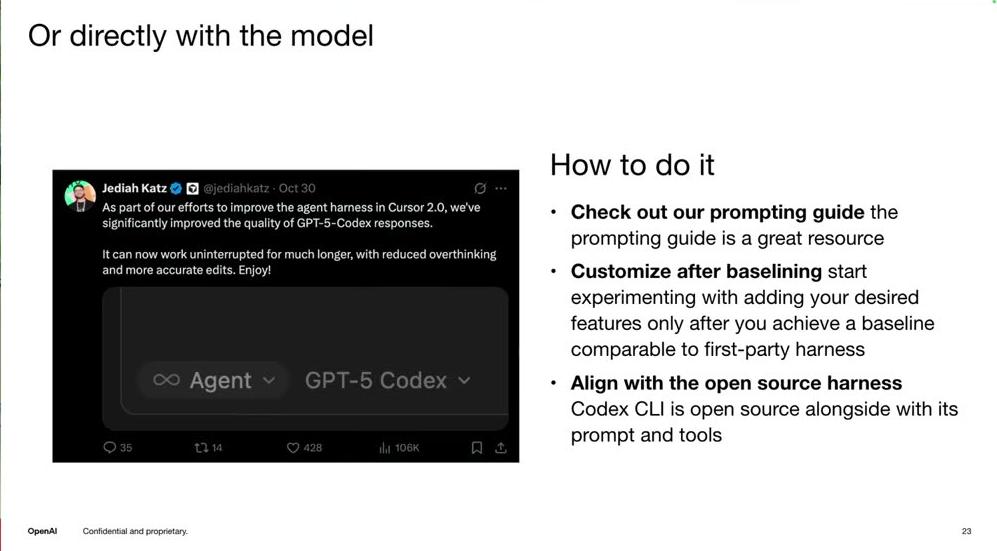 Or directly with the model
Jediah Katz @jediahkatz · Oct 30
As part of our efforts to improve the agent harness in Cursor 2.0, we've
significantly improved the quality of GPT-5-Codex responses.
It can now work uninterrupted for much longer, with reduced overthinking
and more accurate edits. Enjoy!
Agent
GPT-5 Codex
35 14 428 106K
How to do it
• Check out our prompting guide the
prompting guide is a great resource
• Customize after baselining start
experimenting with adding your desired
features only after you achieve a baseline
comparable to first-party harness
• Align with the open source harness
Codex CLI is open source alongside with its
prompt and tools
OpenAI Confidential and proprietary. 23